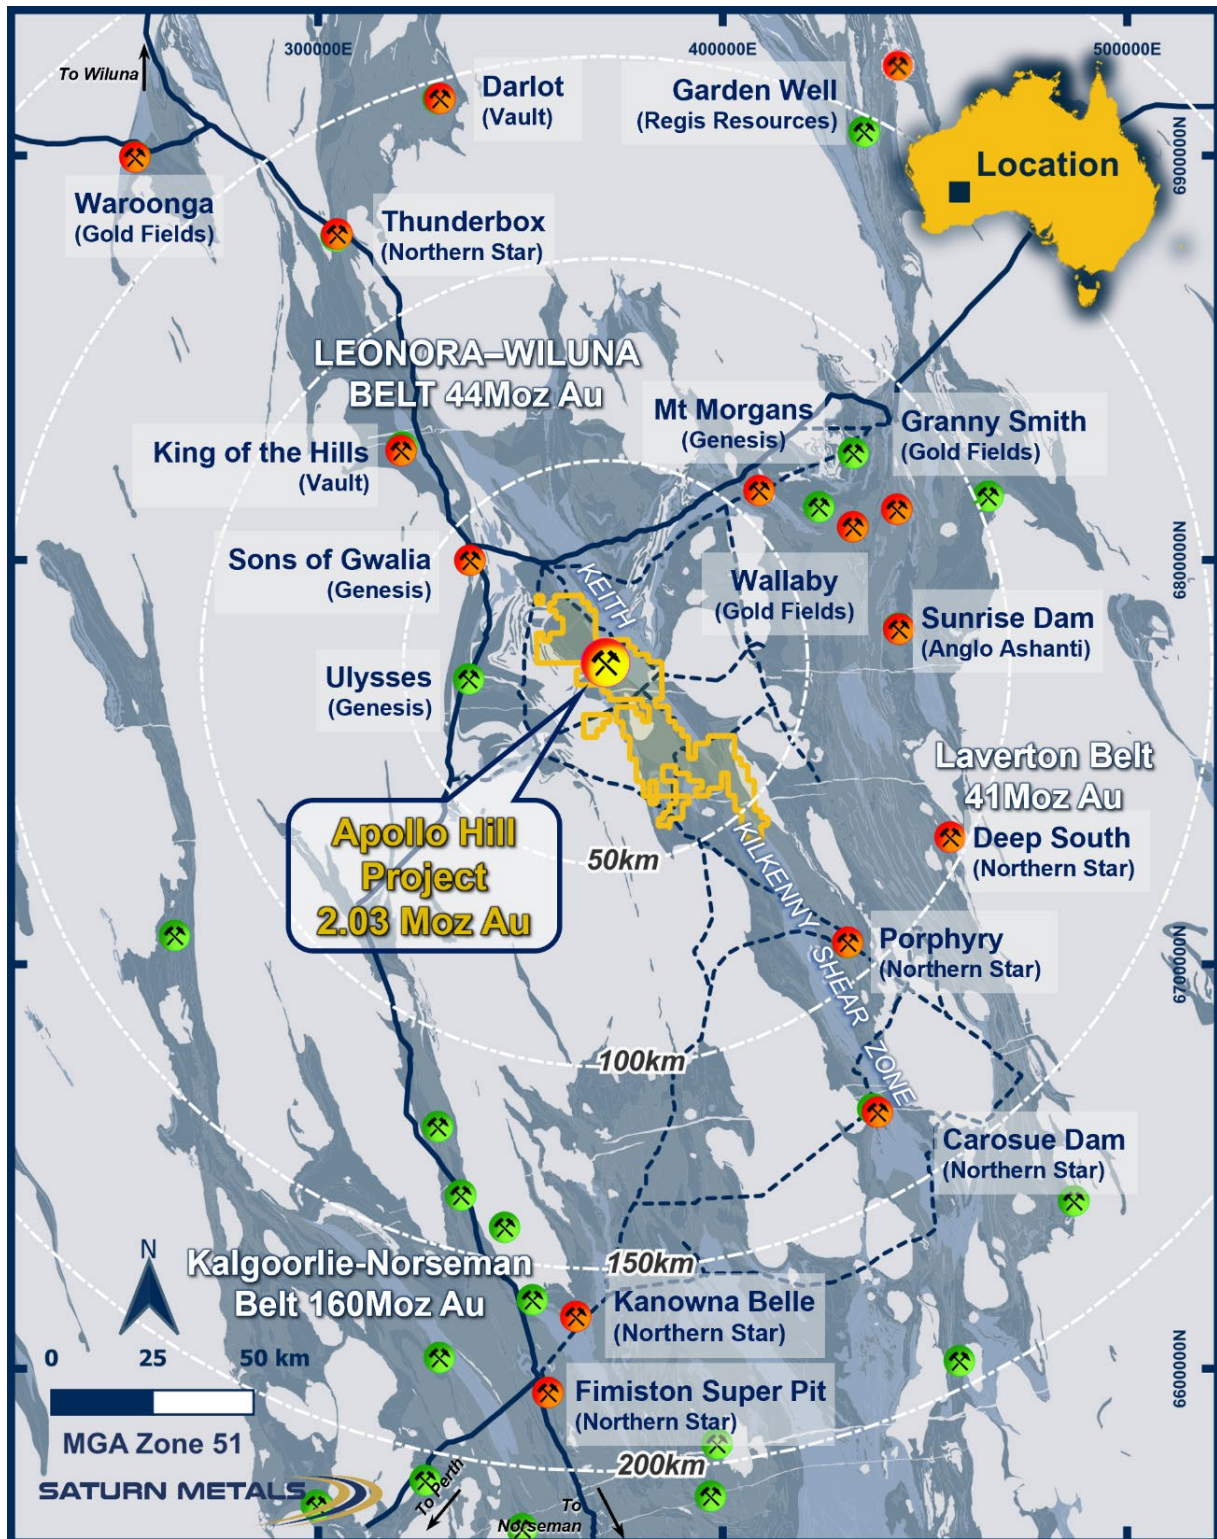 300000E
400000E
500000E
To Wiluna
Darlot
(Vault)
Garden Well
(Regis Resources)
6900000N
Location
Waroonga
(Gold Fields)
Thunderbox
(Northern Star)
LEONORA–WILUNA
BELT 44Moz Au
Mt Morgans
(Genesis)
Granny Smith
(Gold Fields)
King of the Hills
(Vault)
Sons of Gwalia
(Genesis)
KEITH
Wallaby
(Gold Fields)
6800000N
Sunrise Dam
(Anglo Ashanti)
Ulysses
(Genesis)
Laverton Belt
41Moz Au
Apollo Hill
Project
2.03 Moz Au
50km
KILKENNY SHEAR ZONE
Deep South
(Northern Star)
Porphyry
(Northern Star)
6700000N
100km
Carosue Dam
(Northern Star)
N
Kalgoorlie-Norseman
Belt 160Moz Au
150km
Kanowna Belle
(Northern Star)
0 25 50 km
6600000N
Fimiston Super Pit
(Northern Star)
MGA Zone 51
200km
SATURN METALS
To Perth
To
Norseman